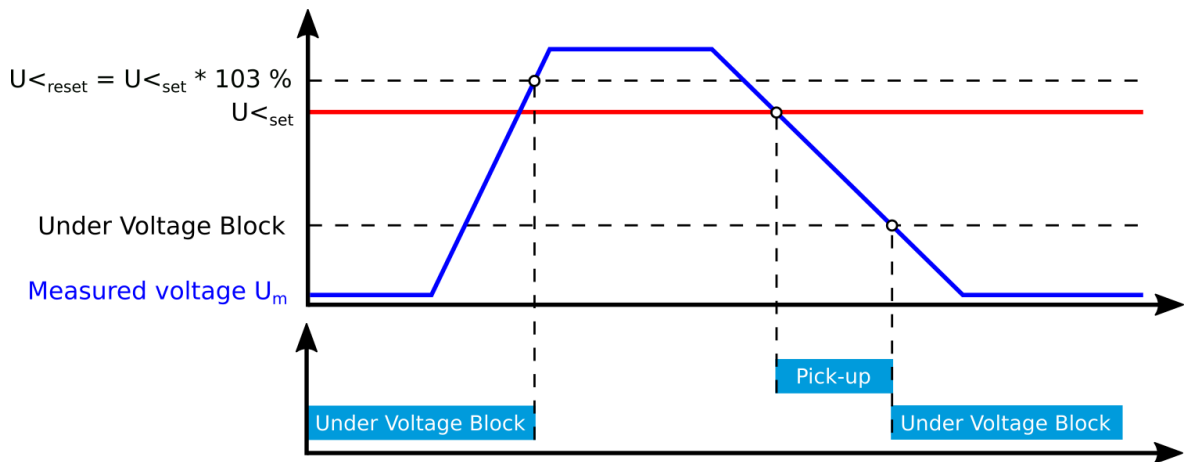 U<reset = U<set * 103 %
U<set
Under Voltage Block
Measured voltage Um
Pick-up
Under Voltage Block
Under Voltage Block